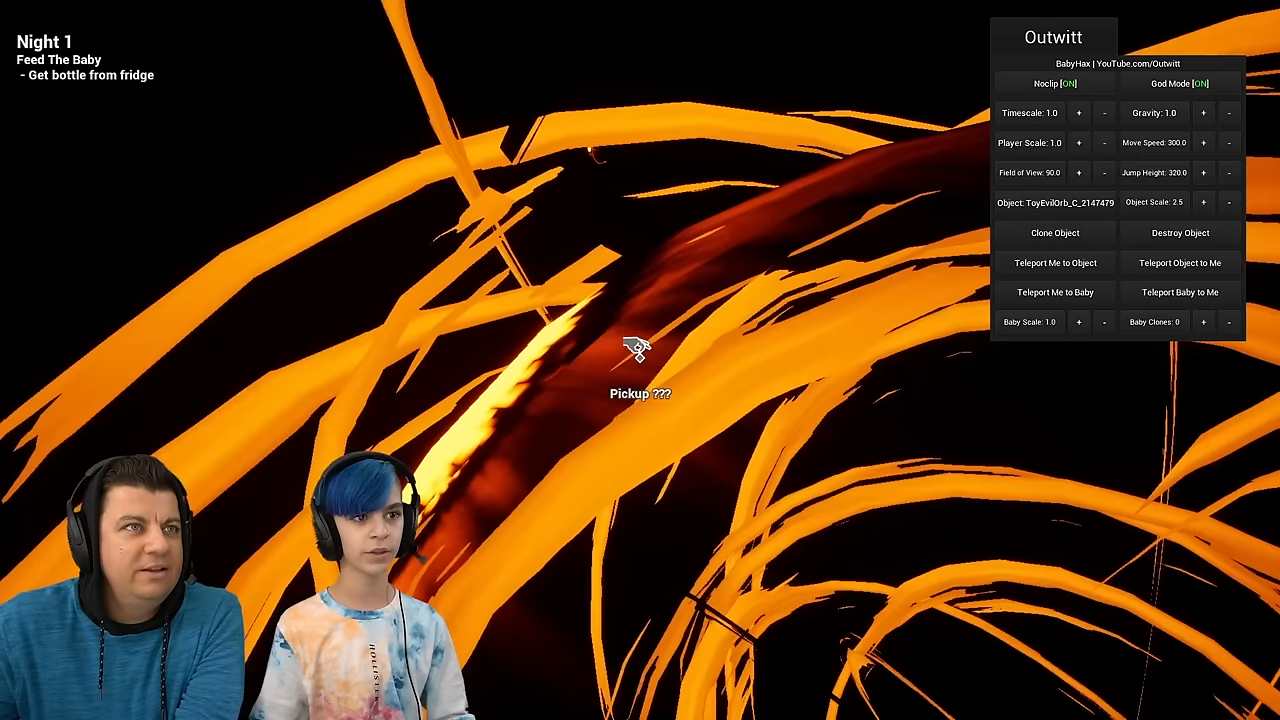 Night 1
Feed The Baby
- Get bottle from fridge
Outwitt
BabyHax | YouTube.com/Outwitt
Noclip [ON] God Mode [ON]
Timescale: 1.0 + - Gravity: 1.0 + -
Player Scale: 1.0 + - Move Speed: 300.0 + -
Field of View: 90.0 + - Jump Height: 320.0 + -
Object: ToyEvilOrb_C_2147479 Object Scale: 2.5 + -
Clone Object Destroy Object
Teleport Me to Object Teleport Object to Me
Teleport Me to Baby Teleport Baby to Me
Baby Scale: 1.0 + - Baby Clones: 0 + -
Pickup ???
HOLLISTER